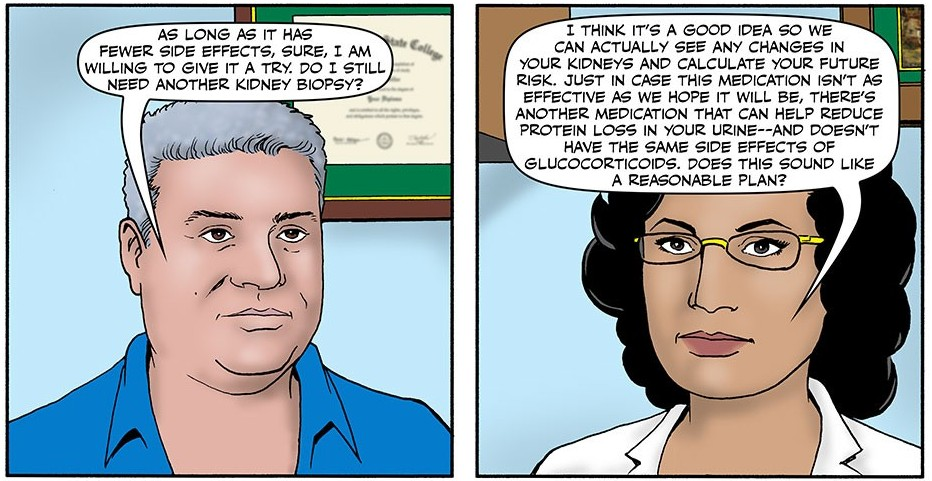 AS LONG AS IT HAS
FEWER SIDE EFFECTS, SURE, I AM
WILLING TO GIVE IT A TRY. DO I STILL
NEED ANOTHER KIDNEY BIOPSY?
State College
I THINK IT'S A GOOD IDEA SO WE
CAN ACTUALLY SEE ANY CHANGES IN
YOUR KIDNEYS AND CALCULATE YOUR FUTURE
RISK. JUST IN CASE THIS MEDICATION ISN'T AS
EFFECTIVE AS WE HOPE IT WILL BE, THERE'S
ANOTHER MEDICATION THAT CAN HELP REDUCE
PROTEIN LOSS IN YOUR URINE--AND DOESN'T
HAVE THE SAME SIDE EFFECTS OF
GLUCOCORTICOIDS. DOES THIS SOUND LIKE
A REASONABLE PLAN?